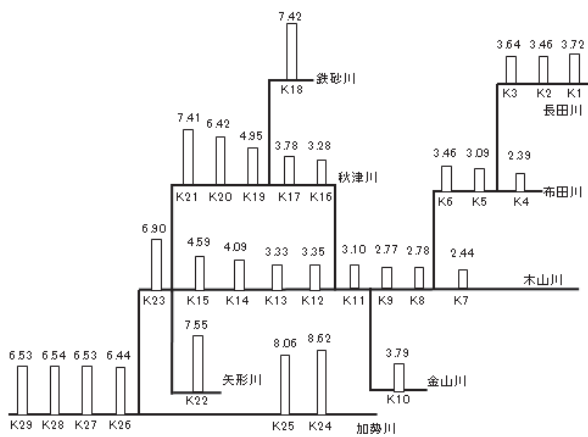 7.42
K18
鉄砂川
3.64 3.46 3.72
K3 K2 K1
長田川
7.41 6.42 4.95 3.78 3.28
K21 K20 K19 K17 K16
秋津川
3.46 3.09 2.39
K6 K5 K4
布田川
6.90 4.59 4.09 3.33 3.35 3.10 2.77 2.78 2.44
K23 K15 K14 K13 K12 K11 K9 K8 K7
木山川
7.55
K22
矢形川
3.79
K10
金山川
6.53 6.54 6.53 6.44 8.06 8.62
K29 K28 K27 K26 K25 K24
加勢川